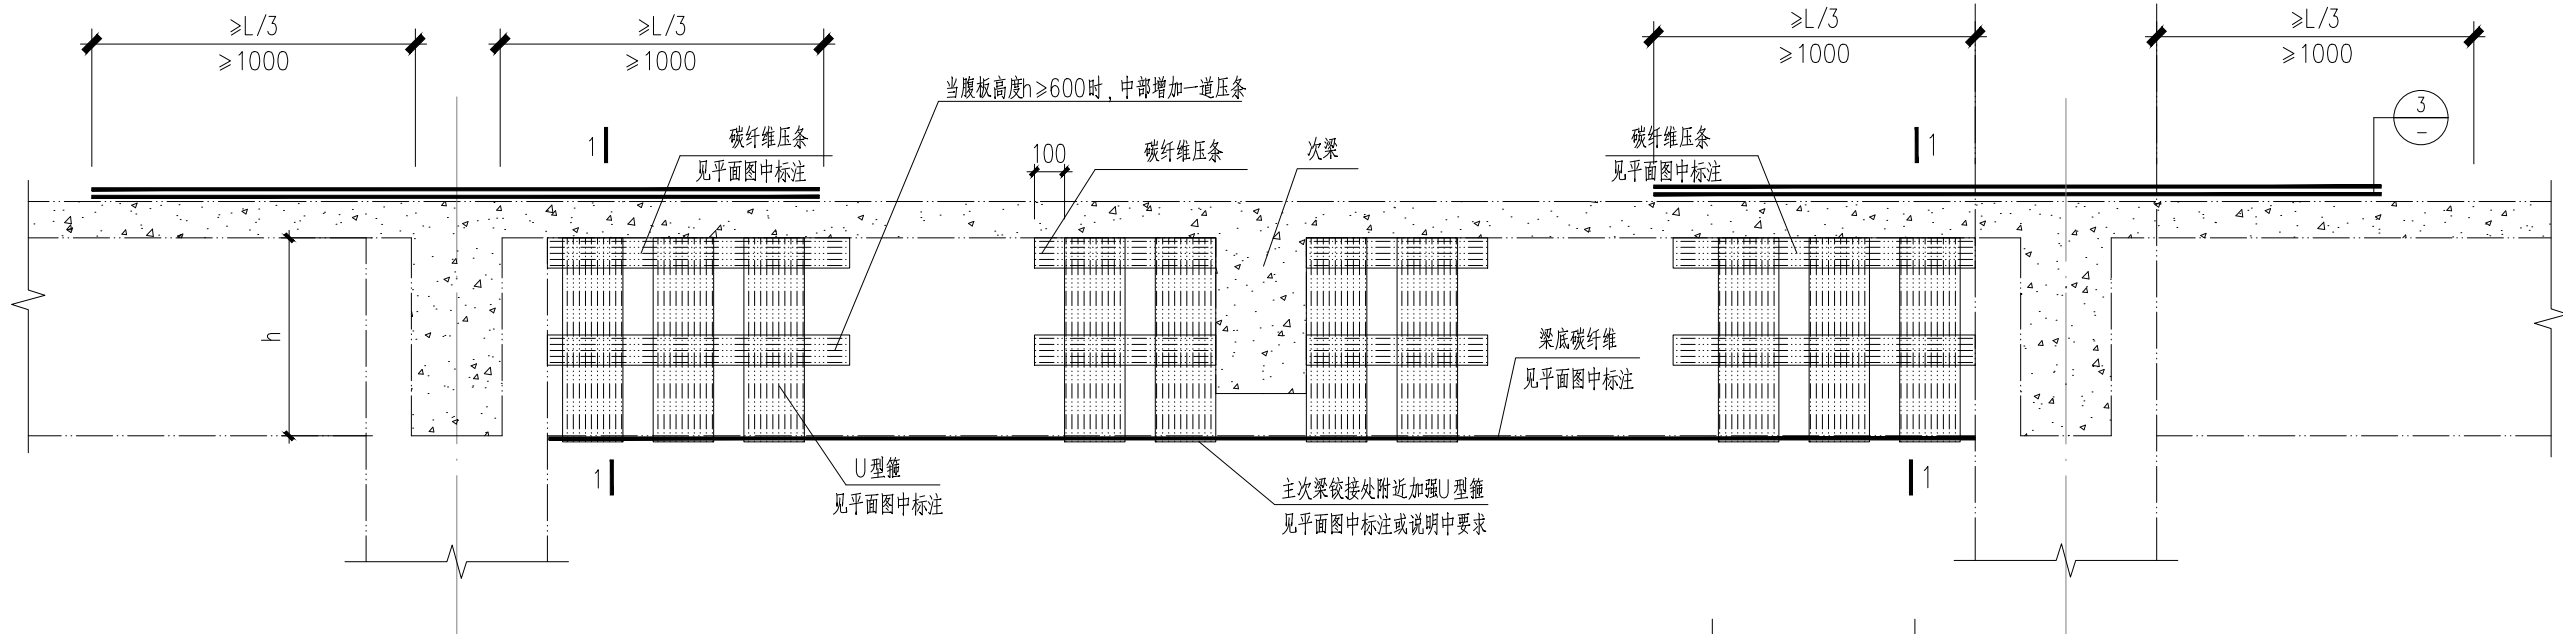 ≥L/3
≥1000
≥L/3
≥1000
≥L/3
≥1000
≥L/3
≥1000
当腹板高度h≥600时，中部增加一道压条
3
–
1
碳纤维压条
见平面图中标注
100
碳纤维压条
次梁
碳纤维压条
见平面图中标注
1
h
梁底碳纤维
见平面图中标注
1
U型箍
见平面图中标注
主次梁铰接处附近加强U型箍
见平面图中标注或说明中要求
1